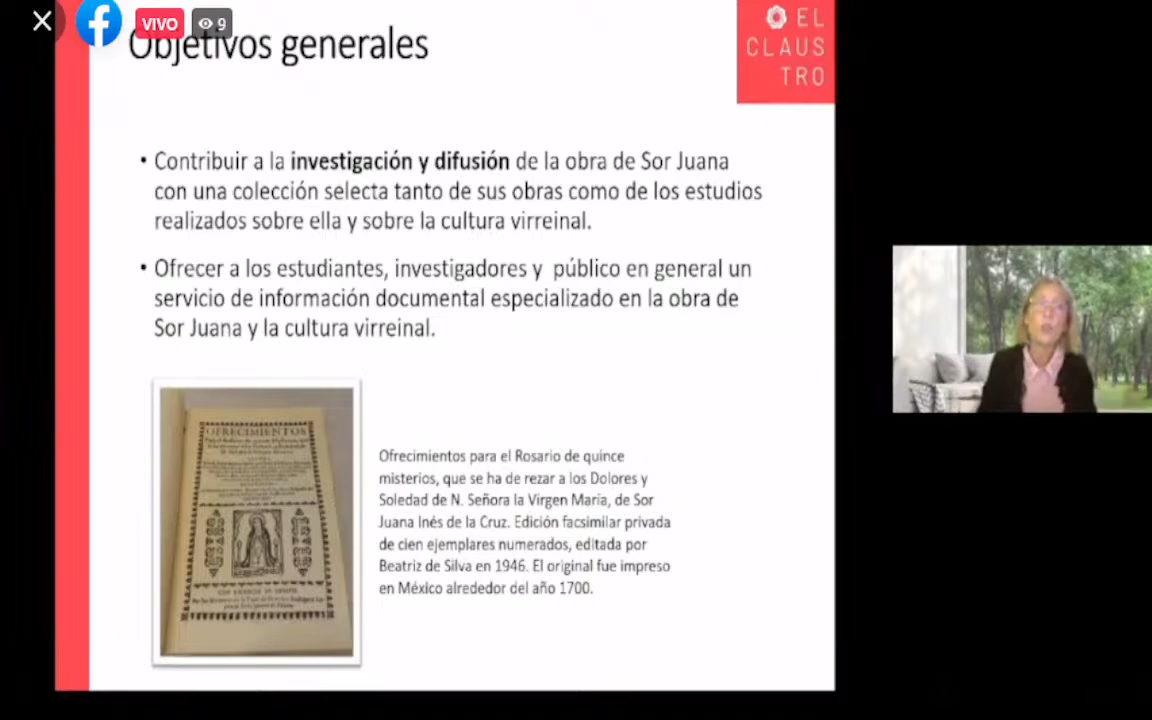 VIVO 9
Objetivos generales
EL
CLAUS
TRO
• Contribuir a la investigación y difusión de la obra de Sor Juana
con una colección selecta tanto de sus obras como de los estudios
realizados sobre ella y sobre la cultura virreinal.
• Ofrecer a los estudiantes, investigadores y público en general un
servicio de información documental especializado en la obra de
Sor Juana y la cultura virreinal.
OFRECIMIENTOS
Ofrecimientos para el Rosario de quince
misterios, que se ha de rezar a los Dolores y
Soledad de N. Señora la Virgen María, de Sor
Juana Inés de la Cruz. Edición facsimilar privada
de cien ejemplares numerados, editada por
Beatriz de Silva en 1946. El original fue impreso
en México alrededor del año 1700.